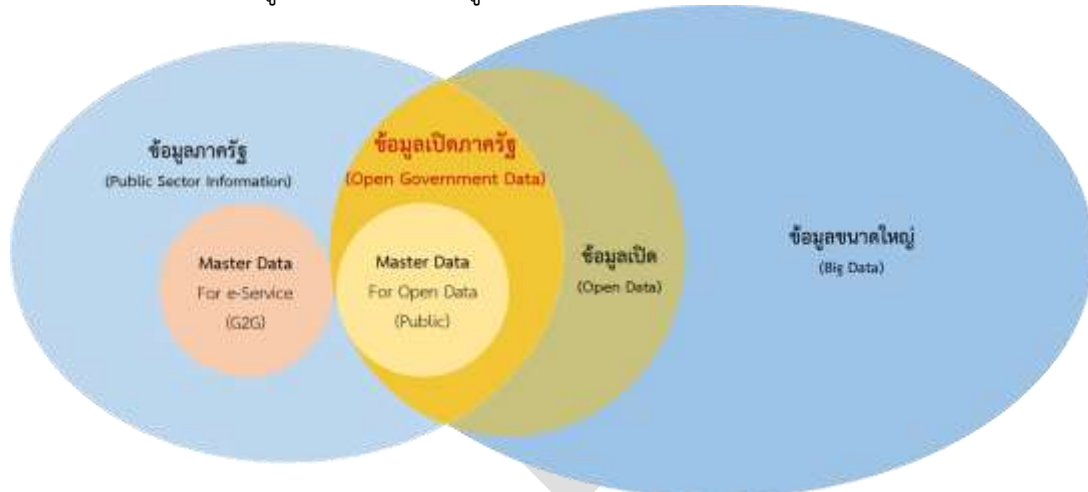 ข้อมูลภาครัฐ
(Public Sector Information)
ข้อมูลเปิดภาครัฐ
(Open Government Data)
Master Data
For e-Service
(G2G)
Master Data
For Open Data
(Public)
ข้อมูลเปิด
(Open Data)
ข้อมูลขนาดใหญ่
(Big Data)